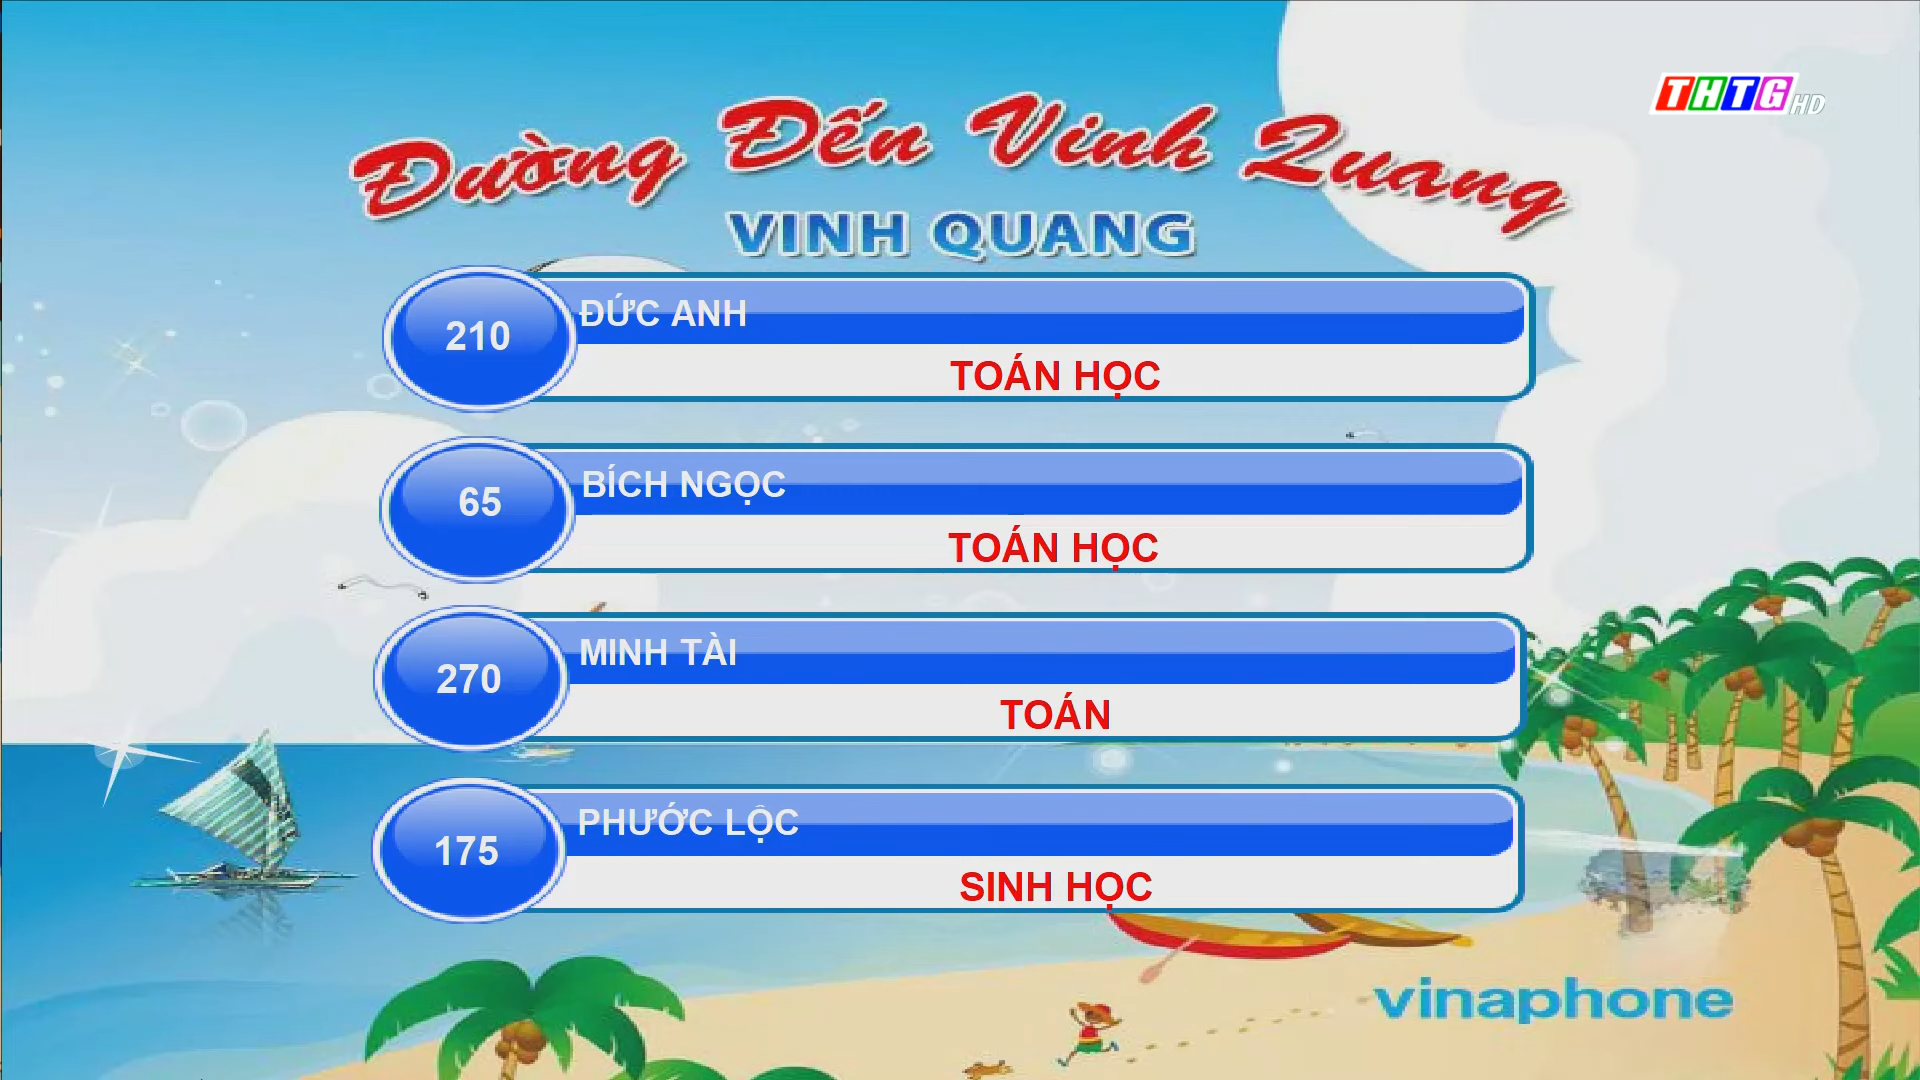 THTG HD
Đường Đến Vinh Quang
VINH QUANG
210
ĐỨC ANH
TOÁN HỌC
65
BÍCH NGỌC
TOÁN HỌC
270
MINH TÀI
TOÁN
175
PHƯỚC LỘC
SINH HỌC
vinaphone